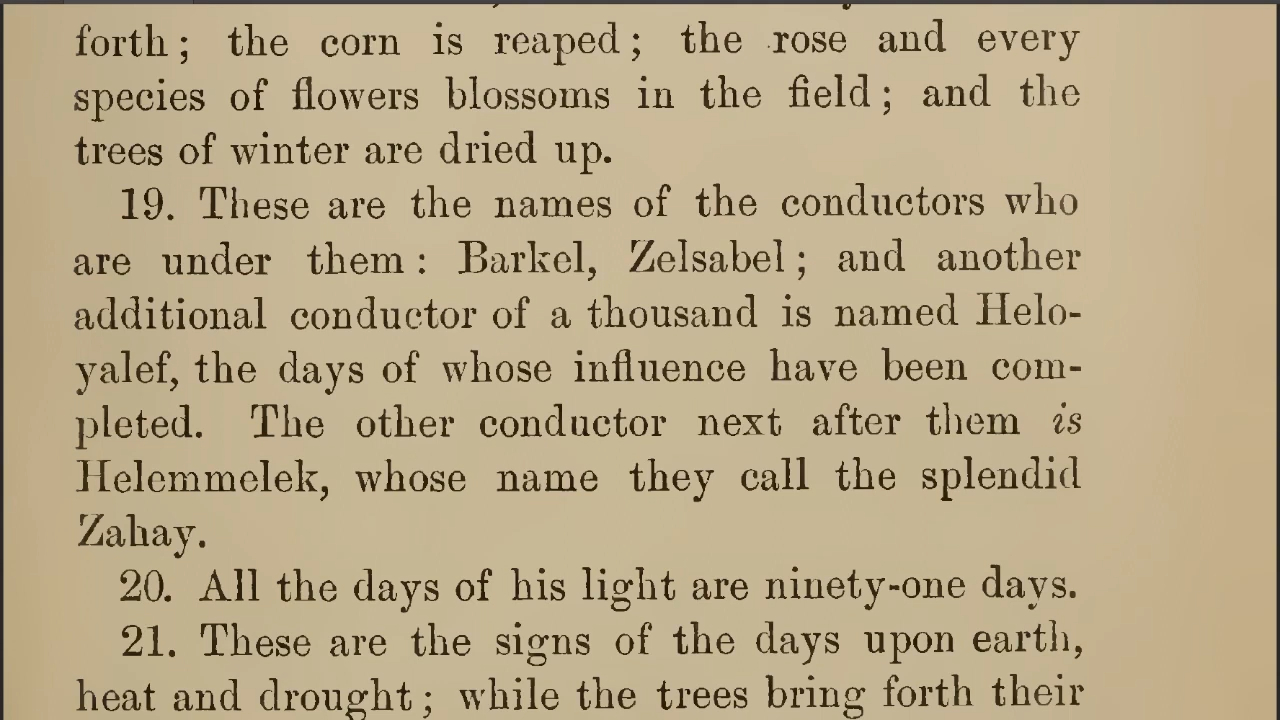 forth; the corn is reaped; the rose and every
species of flowers blossoms in the field; and the
trees of winter are dried up.
19. These are the names of the conductors who
are under them: Barkel, Zelsabel; and another
additional conductor of a thousand is named Helo-
yalef, the days of whose influence have been com-
pleted. The other conductor next after them is
Helemmelek, whose name they call the splendid
Zahay.
20. All the days of his light are ninety-one days.
21. These are the signs of the days upon earth,
heat and drought; while the trees bring forth their